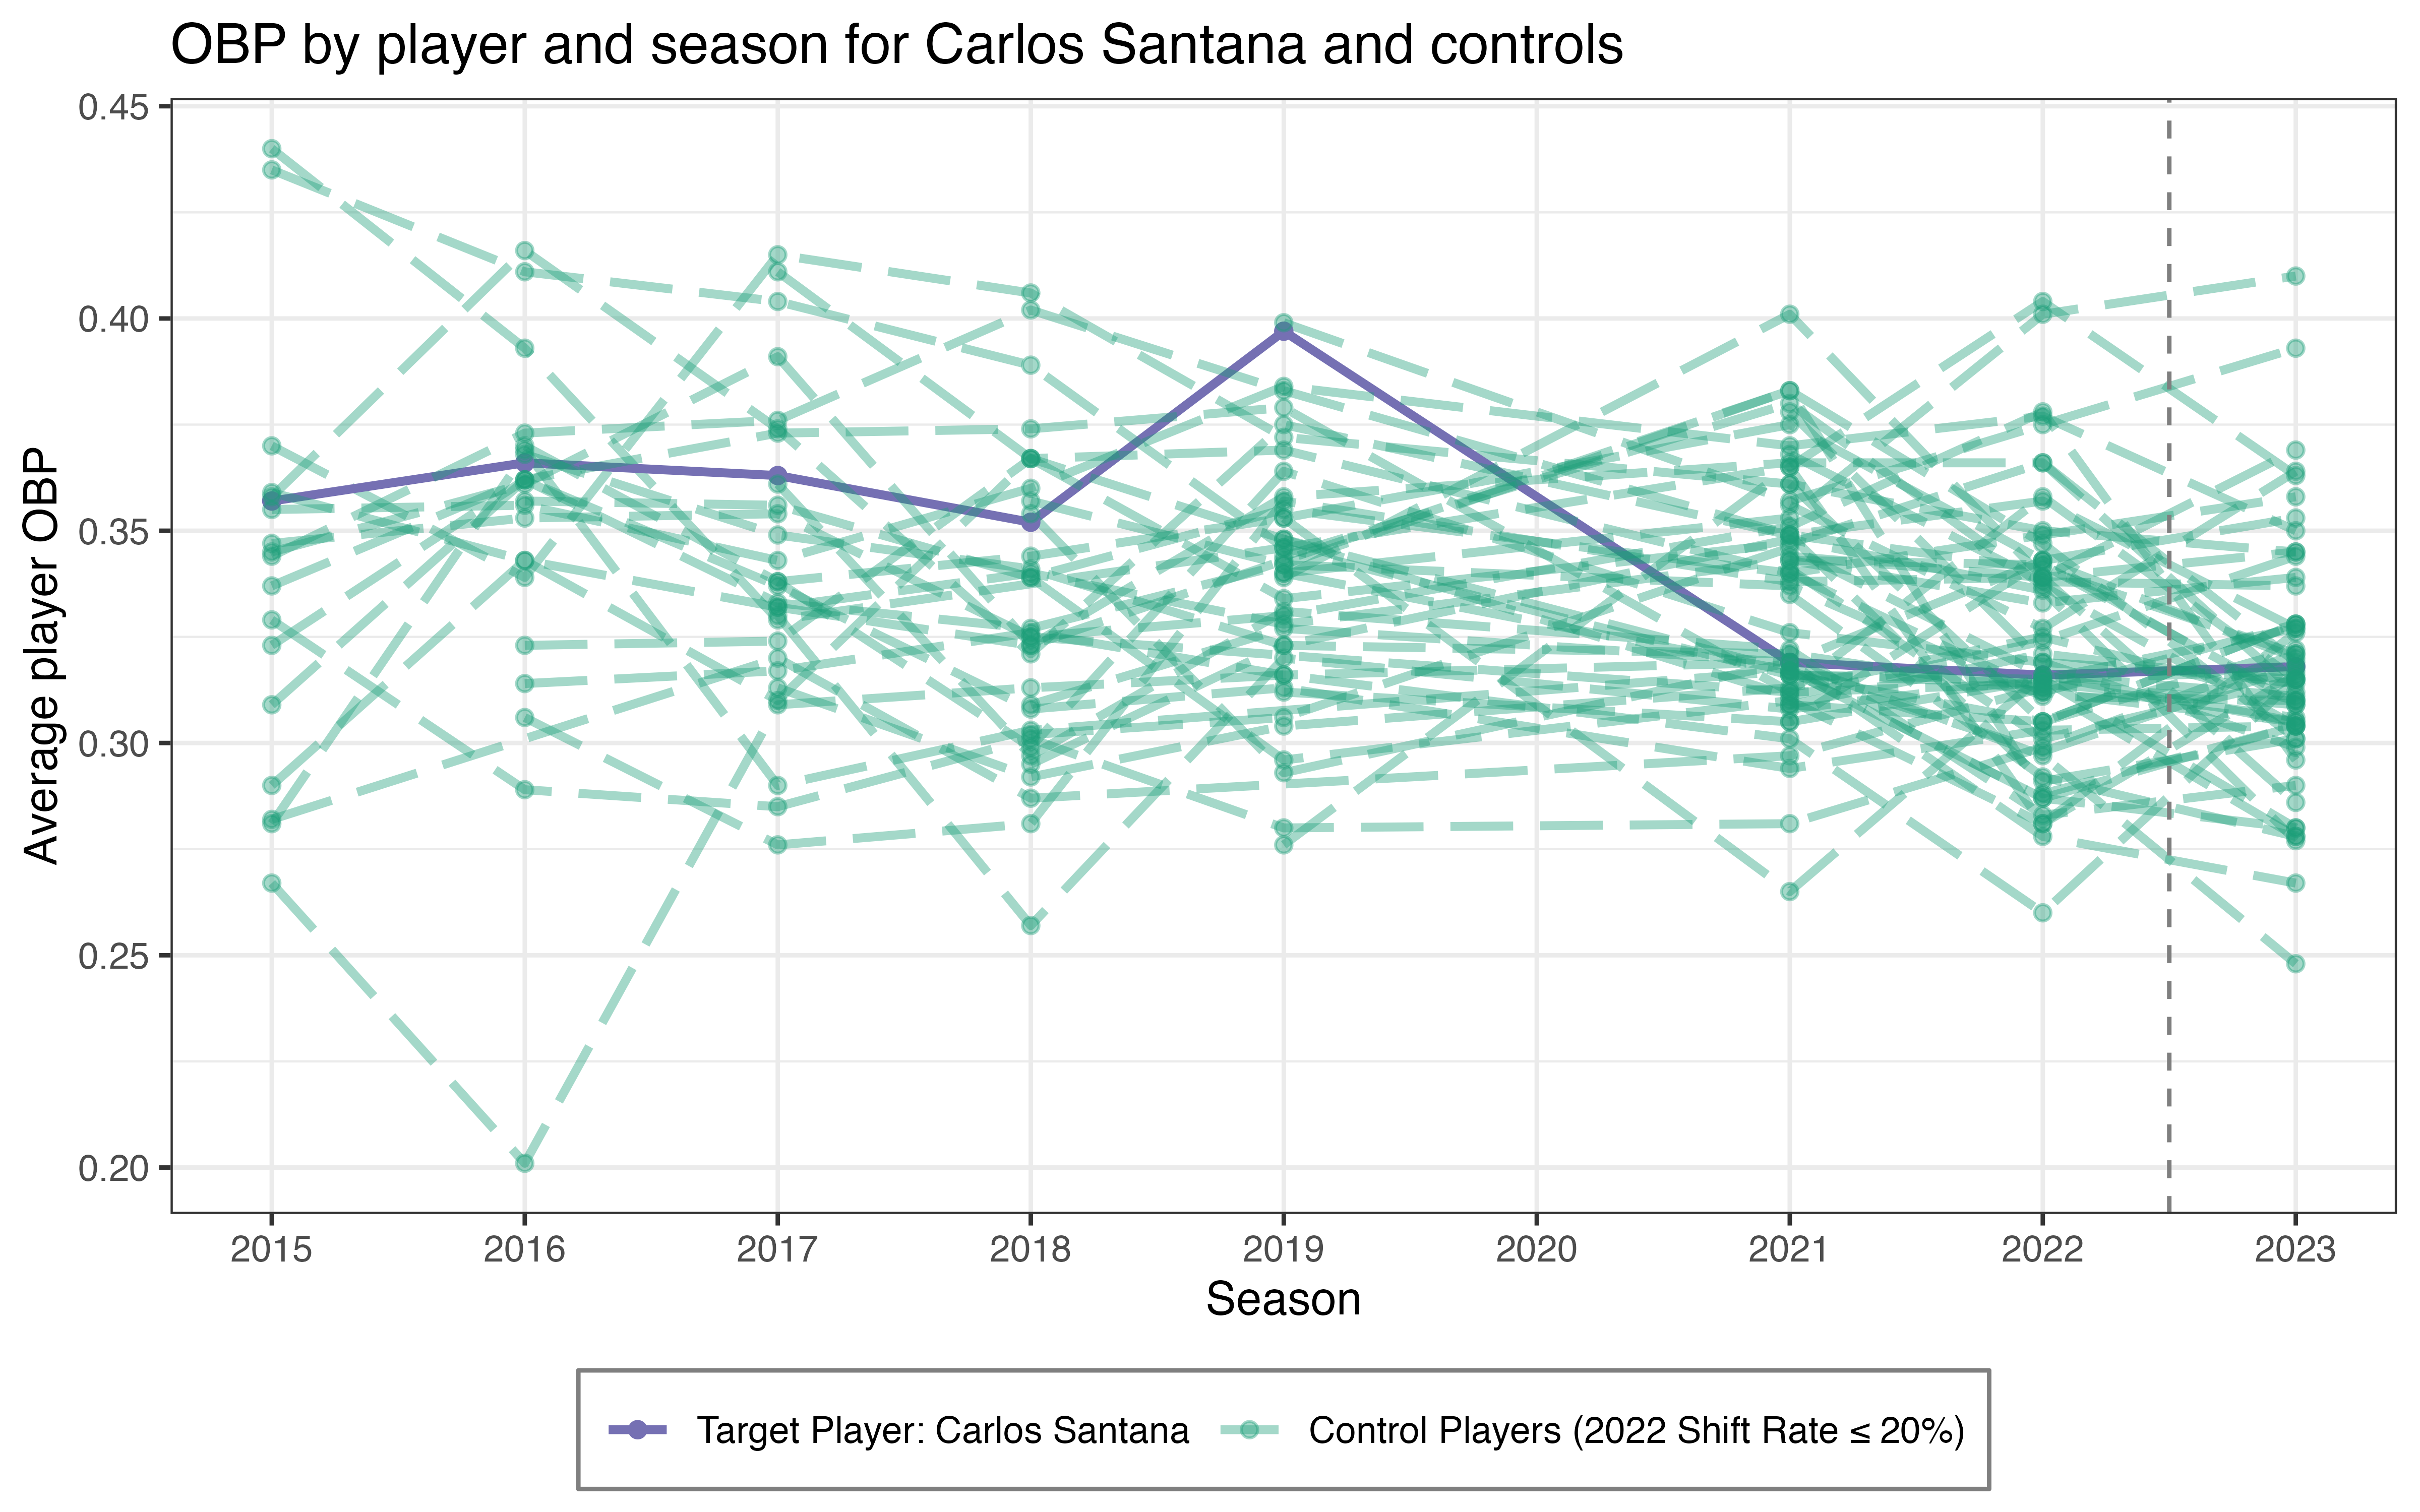 OBP by player and season for Carlos Santana and controls
Average player OBP
0.45
0.40
0.35
0.30
0.25
0.20
2015 2016 2017 2018 2019 2020 2021 2022 2023
Season
Target Player: Carlos Santana Control Players (2022 Shift Rate ≤ 20%)